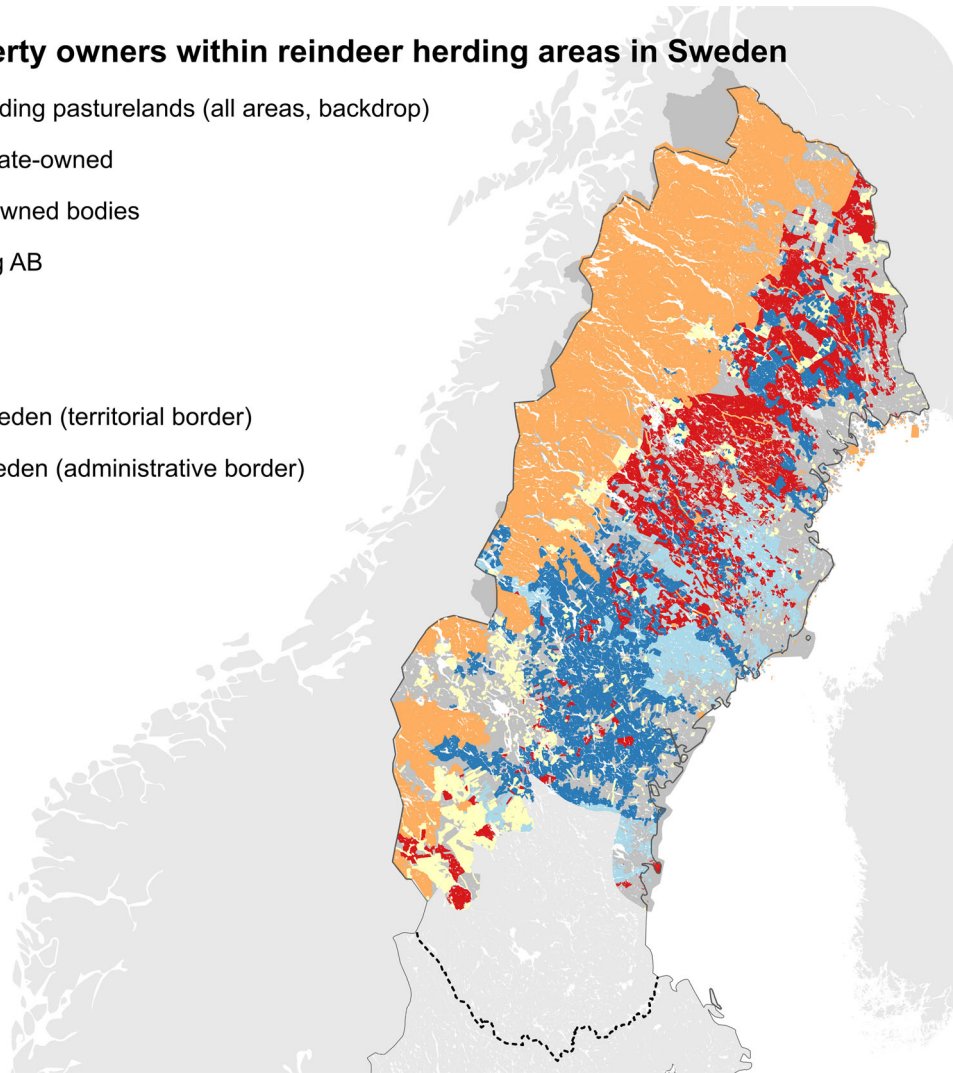 erty owners within reindeer herding areas in Sweden
ding pasturelands (all areas, backdrop)
ate-owned
wned bodies
g AB
eden (territorial border)
eden (administrative border)